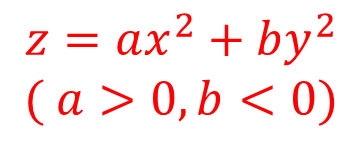 z = ax² + by²
( a > 0, b < 0)